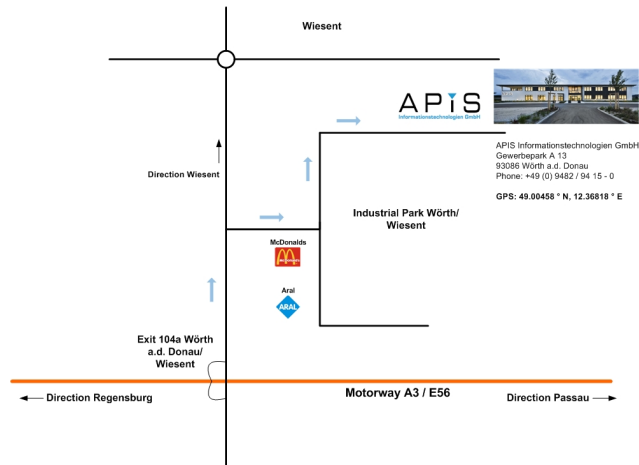 Wiesent
APiS
Informationstechnologien GmbH
APIS Informationstechnologien GmbH
Gewerbepark A 13
93086 Wörth a.d. Donau
Phone: +49 (0) 9482 / 94 15 - 0
GPS: 49.00458 ° N, 12.36818 ° E
Direction Wiesent
Industrial Park Wörth/
Wiesent
McDonalds
Aral
ARAL
Exit 104a Wörth
a.d. Donau/
Wiesent
Motorway A3 / E56
Direction Regensburg
Direction Passau